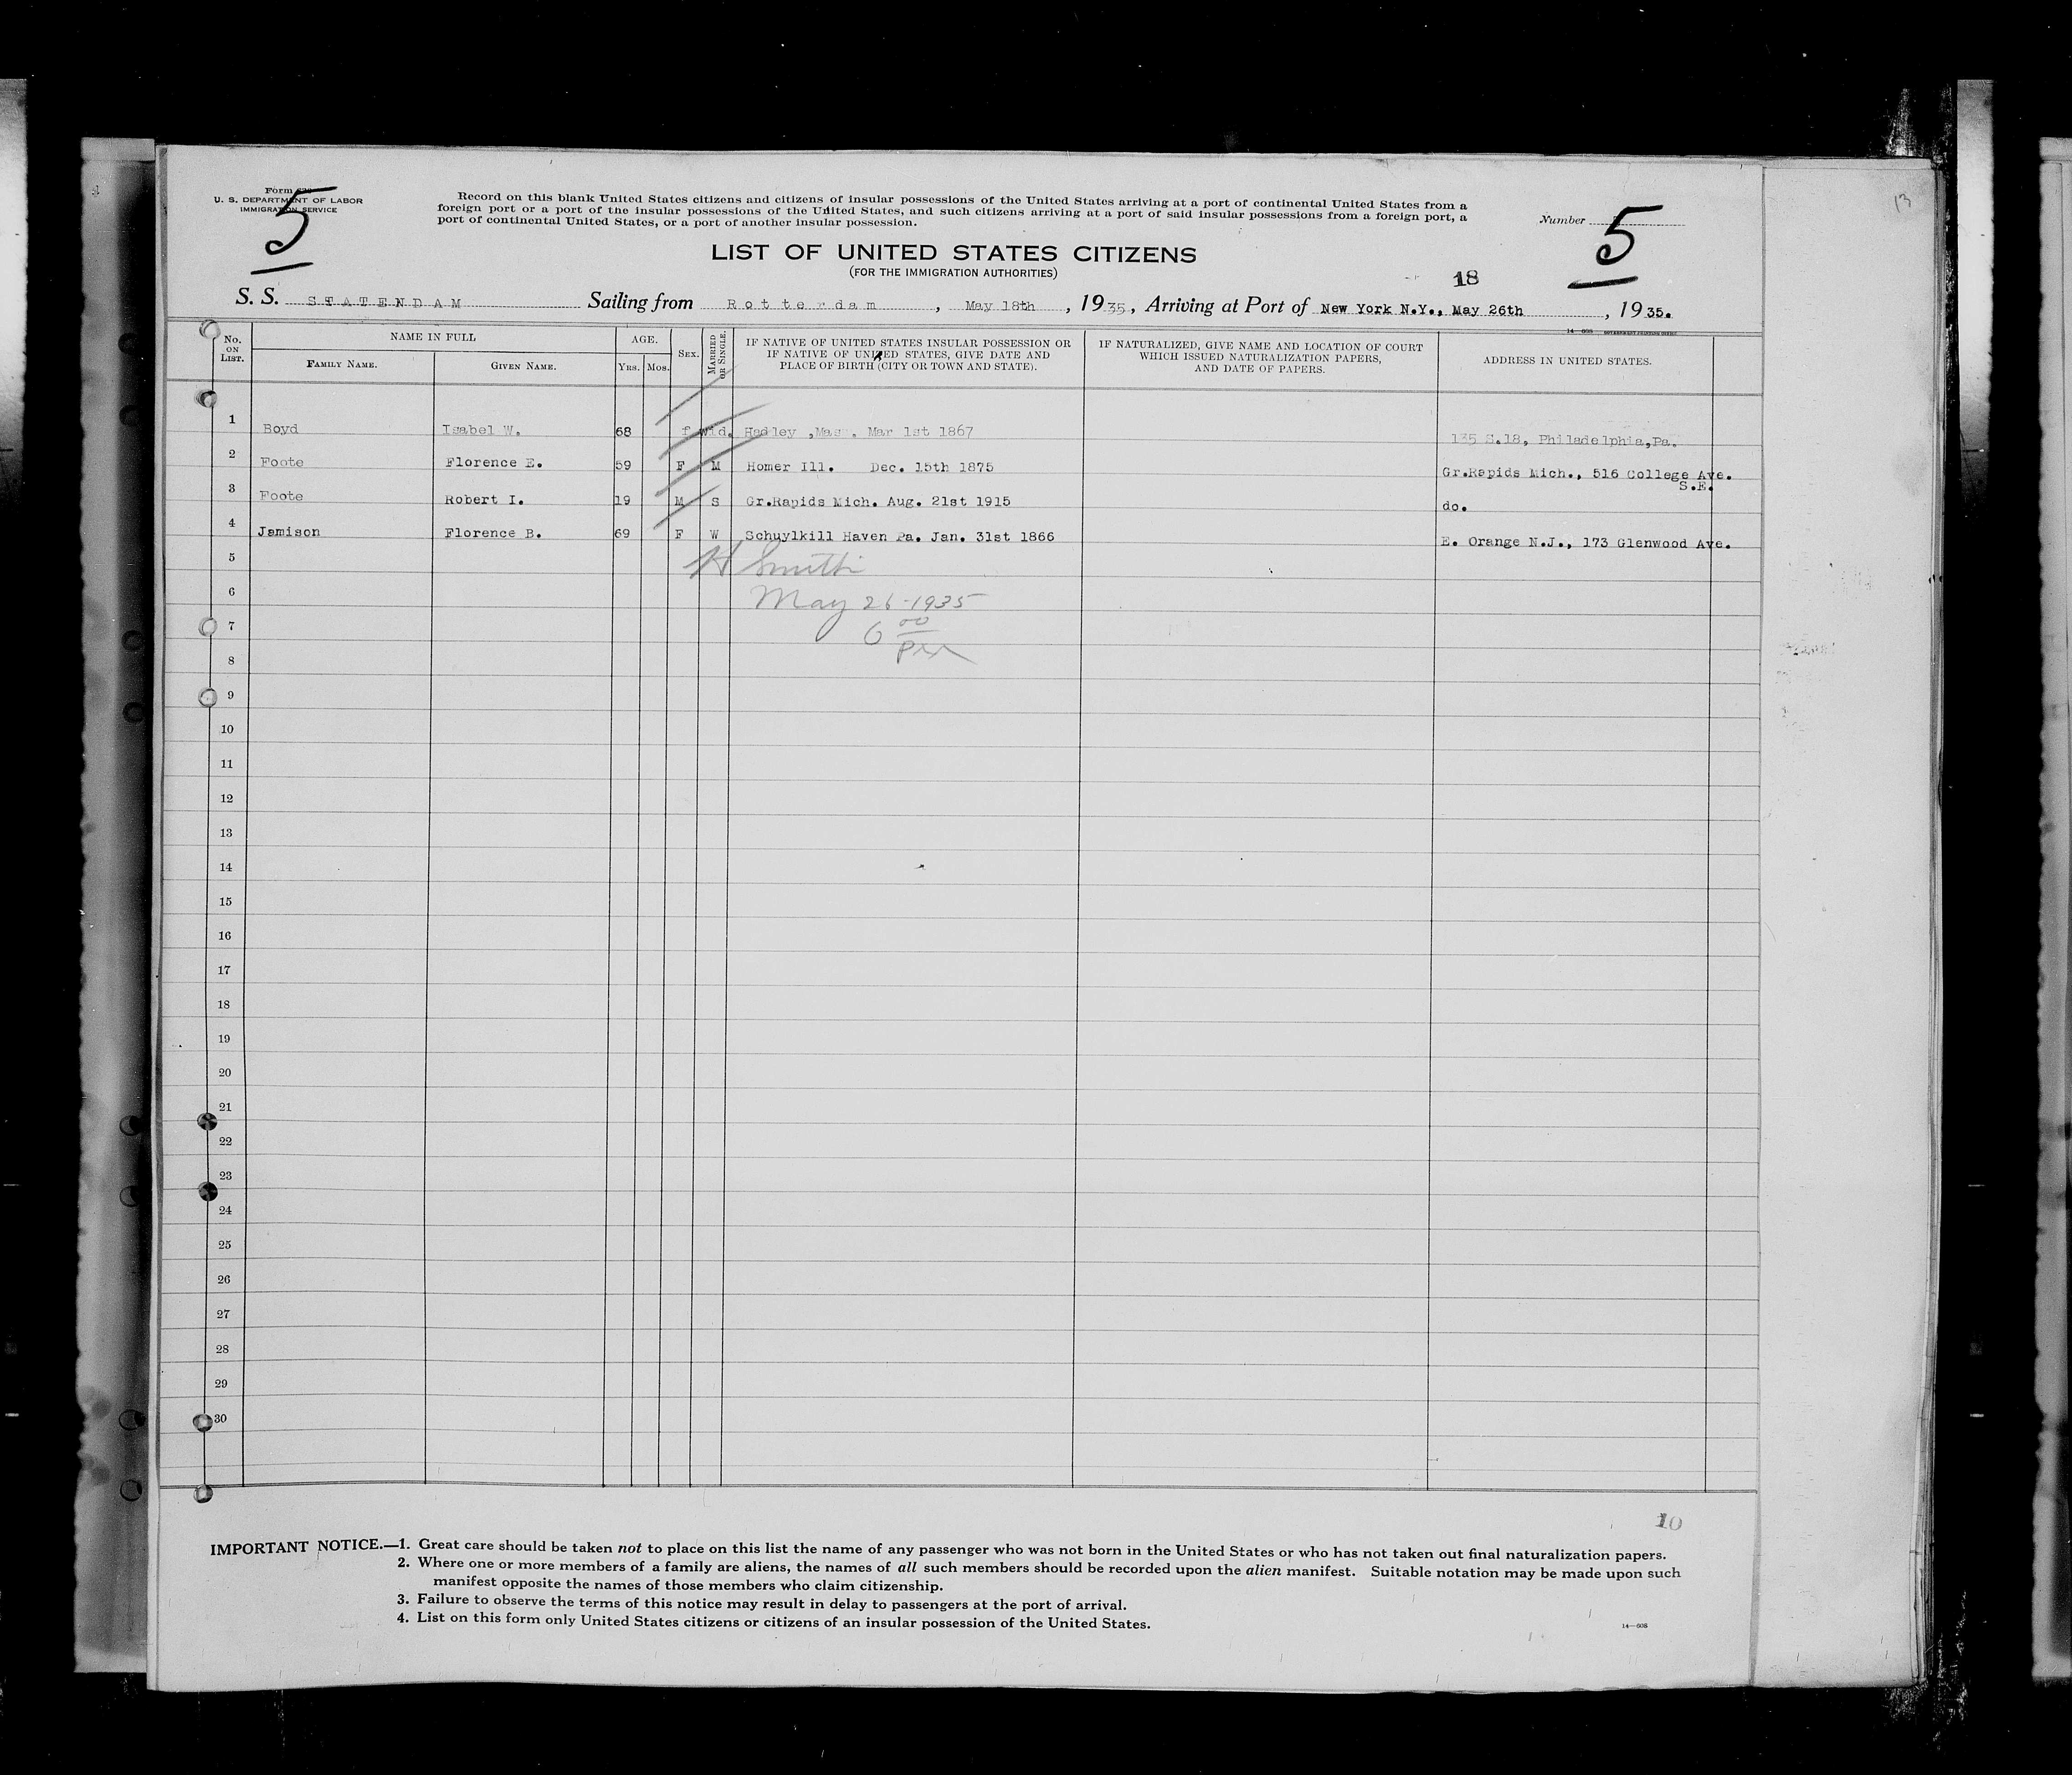 Form
U. S. DEPARTMENT OF LABOR
IMMIGRATION SERVICE
5
Record on this blank United States citizens and citizens of insular possessions of the United States arriving at a port of continental United States from a
foreign port or a port of the insular possessions of the United States, and such citizens arriving at a port of said insular possessions from a foreign port, a
port of continental United States, or a port of another insular possession.
Number
5
13
LIST OF UNITED STATES CITIZENS
(FOR THE IMMIGRATION AUTHORITIES)
18
S. S. STATENDAM Sailing from Rotterdam, May 18th, 1935, Arriving at Port of New York N.Y., May 26th, 1935.
No. ON LIST. NAME IN FULL AGE. SEX. MARRIED OR SINGLE. IF NATIVE OF UNITED STATES INSULAR POSSESSION OR IF NATIVE OF UNITED STATES, GIVE DATE AND PLACE OF BIRTH (CITY OR TOWN AND STATE). IF NATURALIZED, GIVE NAME AND LOCATION OF COURT WHICH ISSUED NATURALIZATION PAPERS, AND DATE OF PAPERS. ADDRESS IN UNITED STATES.
FAMILY NAME. GIVEN NAME. YRS. MOS.
1 Boyd Isabel W. 68 f Wid. Hadley ,Mass. Mar 1st 1867 135 S.18, Philadelphia,Pa.
2 Foote Florence E. 59 F M Homer Ill. Dec. 15th 1875 Gr.Rapids Mich., 516 College Ave.
S.E.
3 Foote Robert I. 19 M S Gr.Rapids Mich. Aug. 21st 1915 do.
4 Jamison Florence B. 69 F W Schuylkill Haven Pa. Jan. 31st 1866 E. Orange N.J., 173 Glenwood Ave.
5 H Smith
6 May 26-1935
7 6 00
8 PM
9
10
11
12
13
14
15
16
17
18
19
20
21
22
23
24
25
26
27
28
29
30
10
IMPORTANT NOTICE.—1. Great care should be taken not to place on this list the name of any passenger who was not born in the United States or who has not taken out final naturalization papers.
2. Where one or more members of a family are aliens, the names of all such members should be recorded upon the alien manifest. Suitable notation may be made upon such
manifest opposite the names of those members who claim citizenship.
3. Failure to observe the terms of this notice may result in delay to passengers at the port of arrival.
4. List on this form only United States citizens or citizens of an insular possession of the United States.
14—608